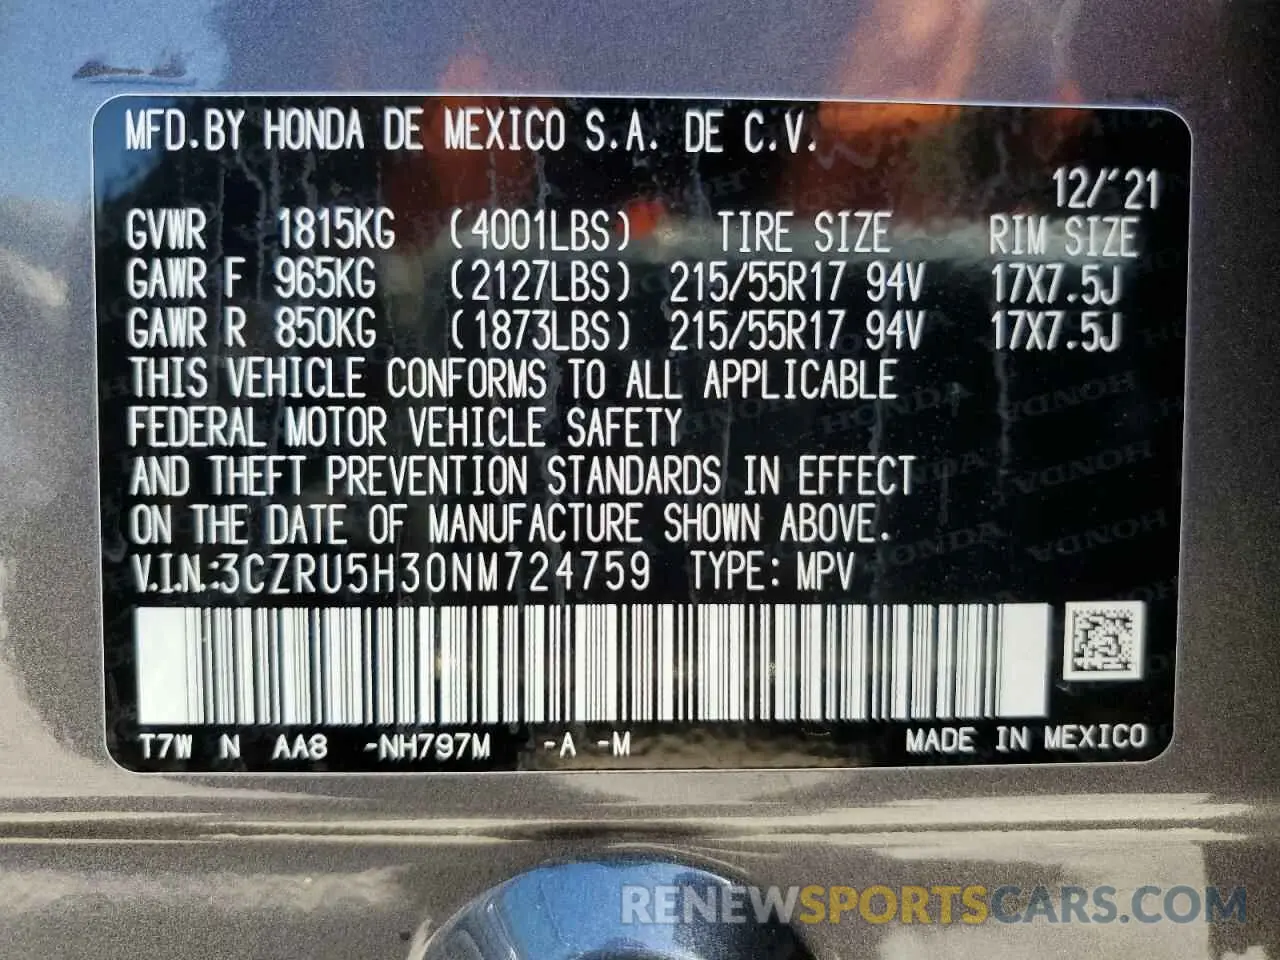 MFD.BY HONDA DE MEXICO S.A. DE C.V.
12/'21
GVWR 1815KG (4001LBS) TIRE SIZE RIM SIZE
GAWR F 965KG (2127LBS) 215/55R17 94V 17X7.5J
GAWR R 850KG (1873LBS) 215/55R17 94V 17X7.5J
THIS VEHICLE CONFORMS TO ALL APPLICABLE
FEDERAL MOTOR VEHICLE SAFETY
AND THEFT PREVENTION STANDARDS IN EFFECT
ON THE DATE OF MANUFACTURE SHOWN ABOVE.
V.I.N.:3CZRU5H30NM724759 TYPE: MPV
T7W N AA8 -NH797M -A -M MADE IN MEXICO
RENEWSPORTSCARS.COM